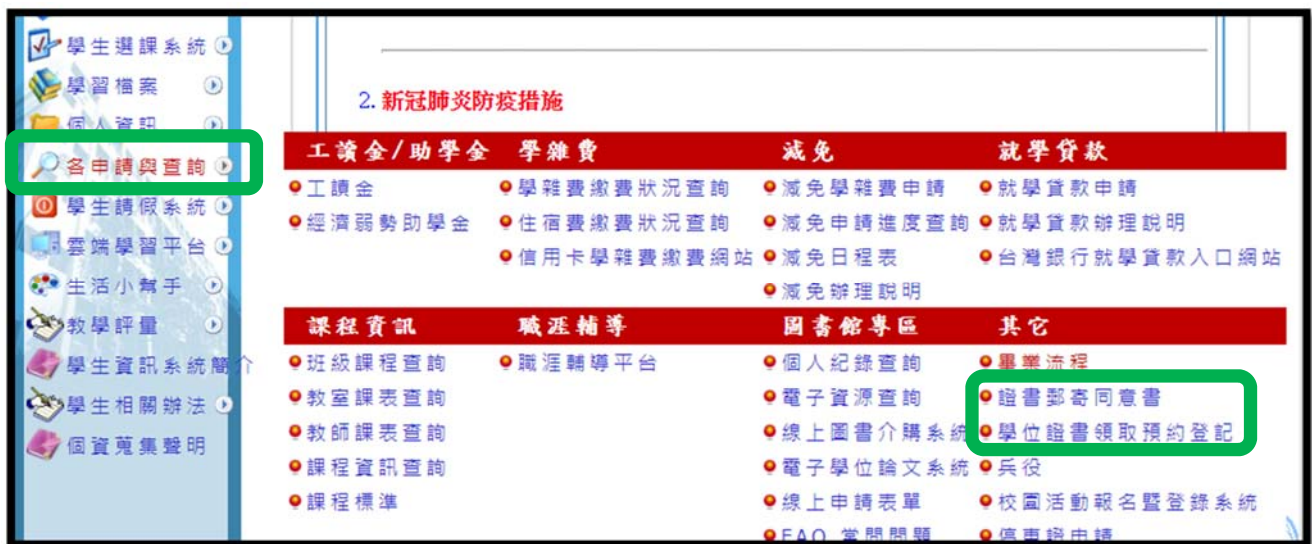 學生選課系統
學習檔案
個人資訊
各申請與查詢
學生請假系統
雲端學習平台
生活小幫手
教學評量
學生資訊系統簡介
學生相關辦法
個資蒐集聲明
2. 新冠肺炎防疫措施
工讀金/助學金 學雜費 減免 就學貸款
工讀金 學雜費繳費狀況查詢 減免學雜費申請 就學貸款申請
經濟弱勢助學金 住宿費繳費狀況查詢 減免申請進度查詢 就學貸款辦理說明
信用卡學雜費繳費網站 減免日程表 台灣銀行就學貸款入口網站
減免辦理說明
課程資訊 職涯輔導 圖書館專區 其它
班級課程查詢 職涯輔導平台 個人紀錄查詢 畢業流程
教室課表查詢 電子資源查詢 證書郵寄同意書
教師課表查詢 線上圖書介購系統 學位證書領取預約登記
課程資訊查詢 電子學位論文系統 兵役
課程標準 線上申請表單 校園活動報名暨登錄系統
FAQ 常問問題 停車證申請